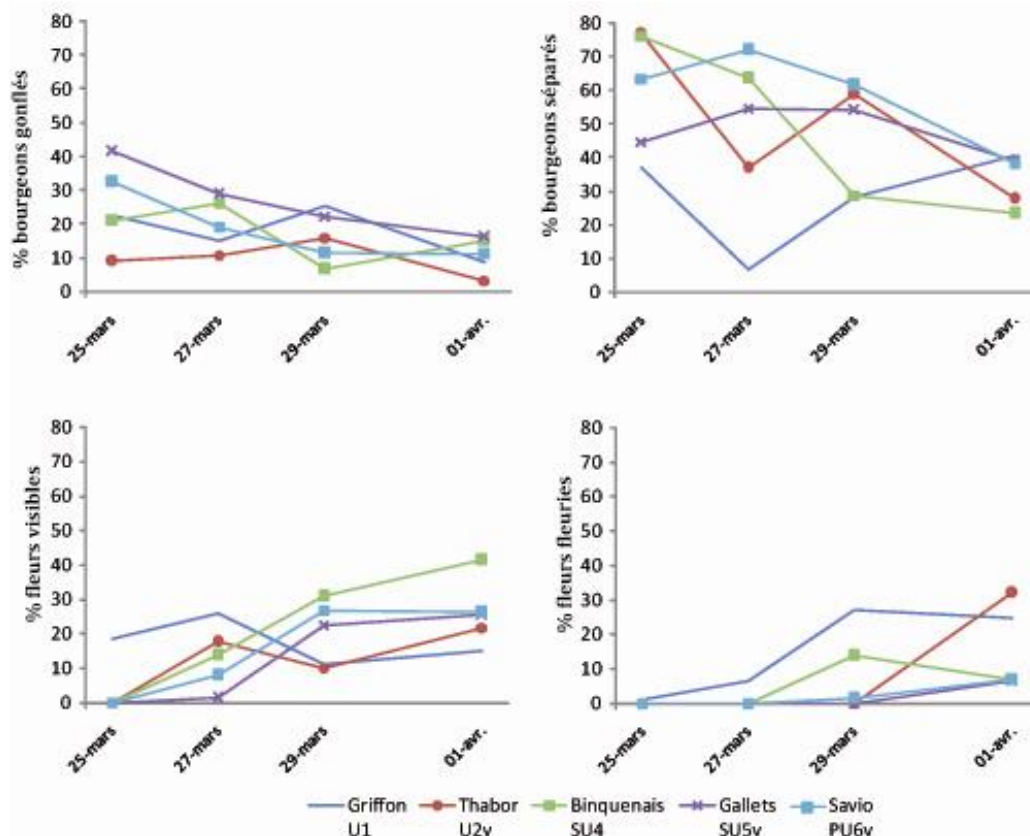 % bourgeons gonflés
80
70
60
50
40
30
20
10
0
25-mars
27-mars
29-mars
01-avr.
% bourgeons séparés
80
70
60
50
40
30
20
10
0
25-mars
27-mars
29-mars
01-avr.
% fleurs visibles
80
70
60
50
40
30
20
10
0
25-mars
27-mars
29-mars
01-avr.
% fleurs fleuries
80
70
60
50
40
30
20
10
0
25-mars
27-mars
29-mars
01-avr.
Griffon Thabor Binquenais Gallets Savio
U1 U2v SU4 SU5v PU6v